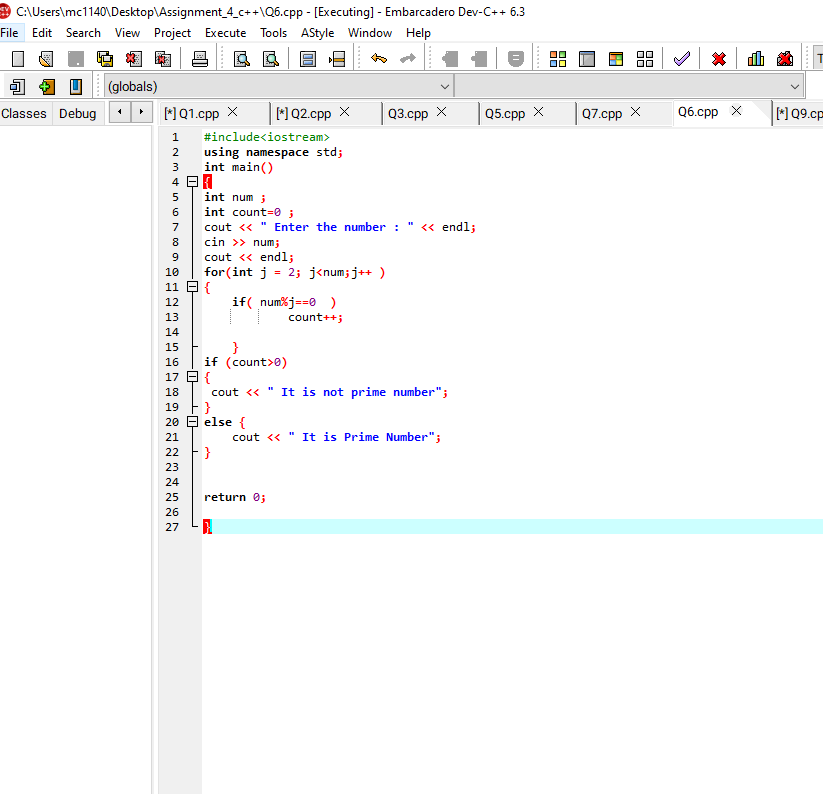 C:\Users\mc1140\Desktop\Assignment_4_c++\Q6.cpp - [Executing] - Embarcadero Dev-C++ 6.3
File Edit Search View Project Execute Tools AStyle Window Help
(globals)
Classes Debug [*] Q1.cpp [*] Q2.cpp Q3.cpp Q5.cpp Q7.cpp Q6.cpp [*] Q9.cp
1 #include<iostream>
2 using namespace std;
3 int main()
4 {
5 int num ;
6 int count=0 ;
7 cout << " Enter the number : " << endl;
8 cin >> num;
9 cout << endl;
10 for(int j = 2; j<num;j++ )
11 {
12 if( num%j==0  )
13 count++;
14
15 }
16 if (count>0)
17 {
18 cout << " It is not prime number";
19 }
20 else {
21 cout << " It is Prime Number";
22 }
23
24
25 return 0;
26
27 }